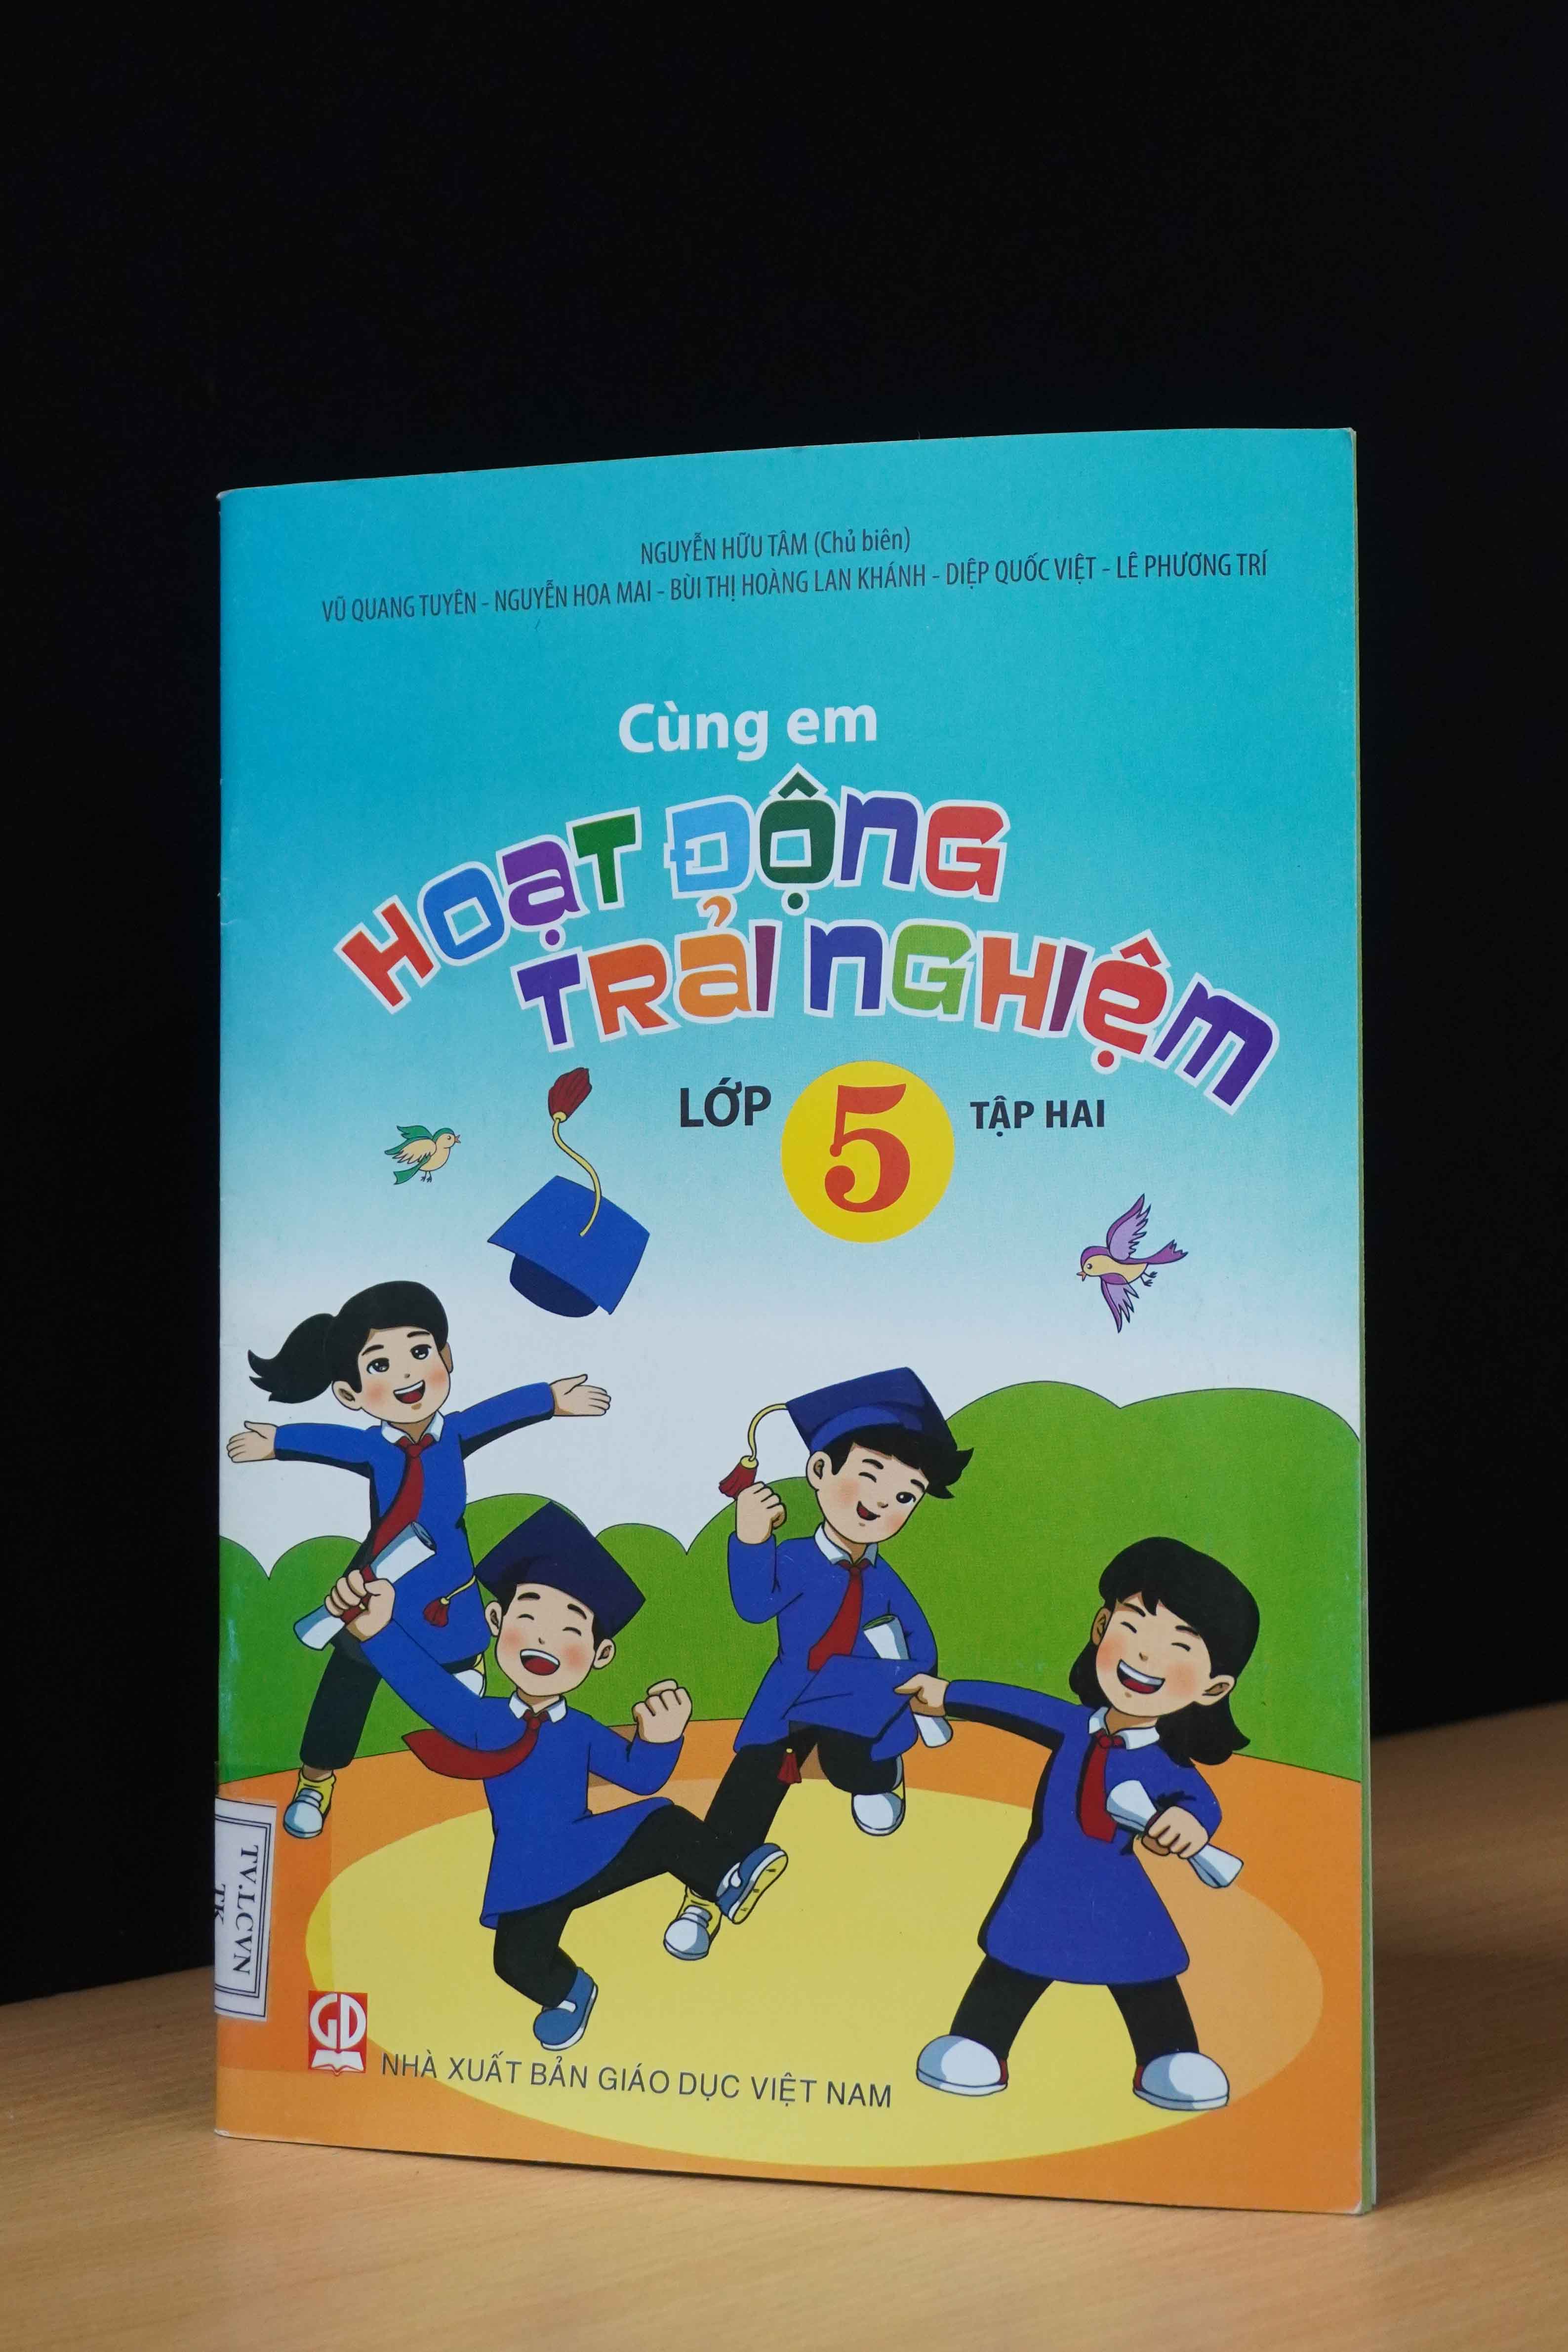 NGUYỄN HỮU TÂM (Chủ biên)
VŨ QUANG TUYÊN - NGUYỄN HOA MAI - BÙI THỊ HOÀNG LAN KHÁNH - DIỆP QUỐC VIỆT - LÊ PHƯƠNG TRÍ
Cùng em
HOẠT ĐỘNG
TRẢI NGHIỆM
LỚP 5 TẬP HAI
TV.LCVN
TK
GD
NHÀ XUẤT BẢN GIÁO DỤC VIỆT NAM